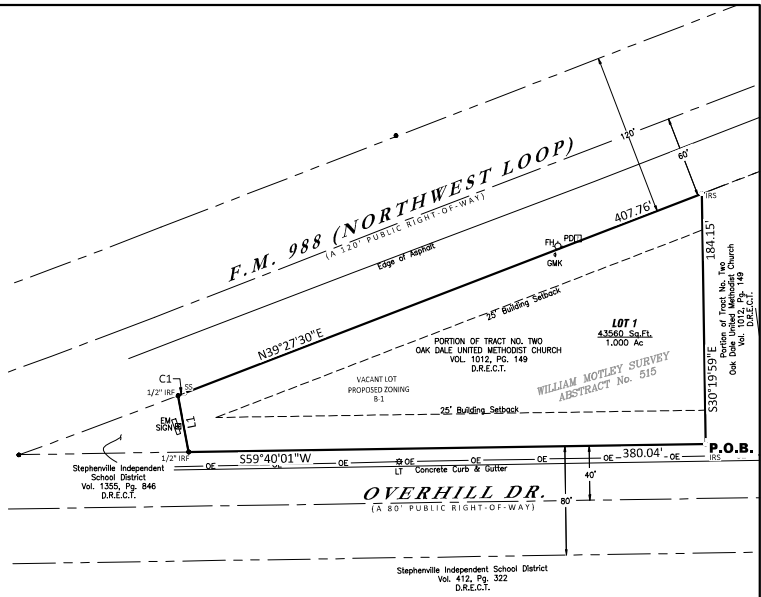 120'
60'
F.M. 988 (NORTHWEST LOOP)
(A 120' PUBLIC RIGHT-OF-WAY)
Edge of Asphalt
407.76'
IRS
FH
PD
T
GMK
184.15'
Portion of Tract No. Two
Oak Dale United Methodist Church
Vol. 1012, Pg. 149
D.R.E.C.T.
25' Building Setback
N39°27'30"E
LOT 1
43560 Sq.Ft.
1.000 Ac
PORTION OF TRACT NO. TWO
OAK DALE UNITED METHODIST CHURCH
VOL. 1012, PG. 149
D.R.E.C.T.
WILLIAM MOTLEY SURVEY
ABSTRACT No. 515
S30°19'59"E
C1
SS
1/2" IRF
VACANT LOT
PROPOSED ZONING
B-1
L1
EM
SIGN
25' Building Setback
P.O.B.
IRS
1/2" IRF
S59°40'01"W
380.04'
OE OE OE OE OE OE OE OE
LT
Concrete Curb & Gutter
Stephenville Independent
School District
Vol. 1355, Pg. 846
D.R.E.C.T.
40'
80'
OVERHILL DR.
(A 80' PUBLIC RIGHT-OF-WAY)
Stephenville Independent School District
Vol. 412, Pg. 322
D.R.E.C.T.